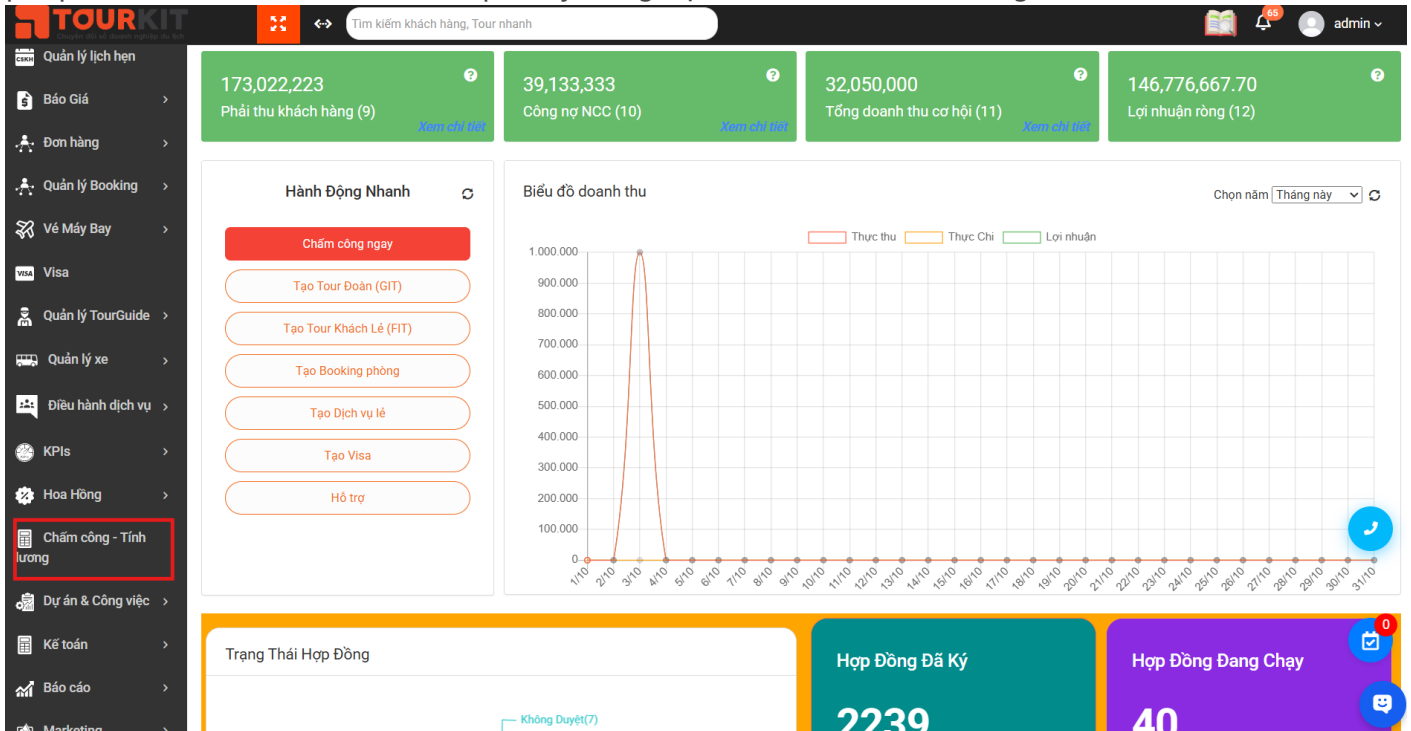 TOURKIT
Chuyển đổi số doanh nghiệp du lịch
Tìm kiếm khách hàng, Tour nhanh
65
admin
CSKH
Quản lý lịch hẹn
Báo Giá
Đơn hàng
Quản lý Booking
Vé Máy Bay
VISA
Visa
Quản lý TourGuide
Quản lý xe
Điều hành dịch vụ
KPIs
Hoa Hồng
Chấm công - Tính
lương
Dự án & Công việc
Kế toán
Báo cáo
Marketing
173,022,223
Phải thu khách hàng (9)
Xem chi tiết
39,133,333
Công nợ NCC (10)
Xem chi tiết
32,050,000
Tổng doanh thu cơ hội (11)
Xem chi tiết
146,776,667.70
Lợi nhuận ròng (12)
Hành Động Nhanh
Chấm công ngay
Tạo Tour Đoàn (GIT)
Tạo Tour Khách Lẻ (FIT)
Tạo Booking phòng
Tạo Dịch vụ lẻ
Tạo Visa
Hỗ trợ
Biểu đồ doanh thu
Chọn năm Tháng này
Thực thu Thực Chi Lợi nhuận
1.000.000
900.000
800.000
700.000
600.000
500.000
400.000
300.000
200.000
100.000
0
1/10 2/10 3/10 4/10 5/10 6/10 7/10 8/10 9/10 10/10 11/10 12/10 13/10 14/10 15/10 16/10 17/10 18/10 19/10 20/10 21/10 22/10 23/10 24/10 25/10 26/10 27/10 28/10 29/10 30/10 31/10
Trạng Thái Hợp Đồng
Không Duyệt(7)
Hợp Đồng Đã Ký
2239
Hợp Đồng Đang Chạy
40
0